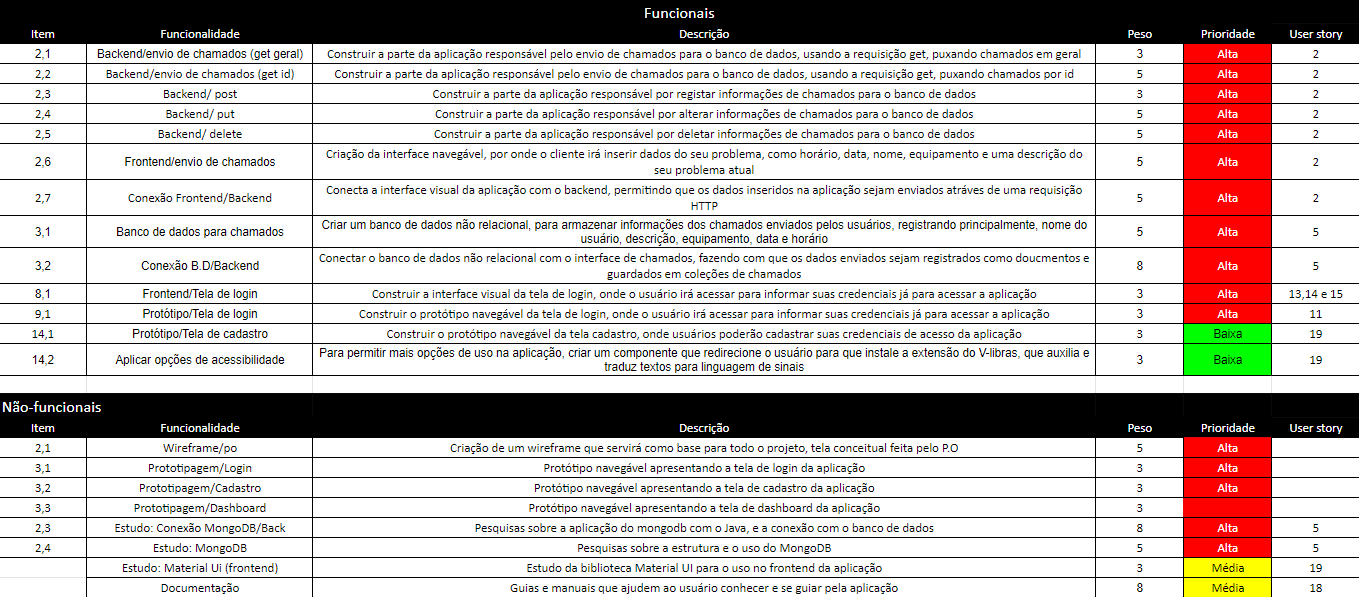 Funcionais
Item Funcionalidade Descrição Peso Prioridade User story
2,1 Backend/envio de chamados (get geral) Construir a parte da aplicação responsável pelo envio de chamados para o banco de dados, usando a requisição get, puxando chamados em geral 3 Alta 2
2,2 Backend/envio de chamados (get id) Construir a parte da aplicação responsável pelo envio de chamados para o banco de dados, usando a requisição get, puxando chamados por id 5 Alta 2
2,3 Backend/ post Construir a parte da aplicação responsável por registar informações de chamados para o banco de dados 3 Alta 2
2,4 Backend/ put Construir a parte da aplicação responsável por alterar informações de chamados para o banco de dados 5 Alta 2
2,5 Backend/ delete Construir a parte da aplicação responsável por deletar informações de chamados para o banco de dados 5 Alta 2
2,6 Frontend/envio de chamados Criação da interface navegável, por onde o cliente irá inserir dados do seu problema, como horário, data, nome, equipamento e uma descrição do
seu problema atual 5 Alta 2
2,7 Conexão Frontend/Backend Conecta a interface visual da aplicação com o backend, permitindo que os dados inseridos na aplicação sejam enviados atráves de uma requisição
HTTP 5 Alta 2
3,1 Banco de dados para chamados Criar um banco de dados não relacional, para armazenar informações dos chamados enviados pelos usuários, registrando principalmente, nome do
usuário, descrição, equipamento, data e horário 5 Alta 5
3,2 Conexão B.D/Backend Conectar o banco de dados não relacional com o interface de chamados, fazendo com que os dados enviados sejam registrados como doucmentos e
guardados em coleções de chamados 8 Alta 5
8,1 Frontend/Tela de login Construir a interface visual da tela de login, onde o usuário irá acessar para informar suas credenciais já para acessar a aplicação 3 Alta 13,14 e 15
9,1 Protótipo/Tela de login Construir o protótipo navegável da tela de login, onde o usuário irá acessar para informar suas credenciais já para acessar a aplicação 3 Alta 11
14,1 Protótipo/Tela de cadastro Construir o protótipo navegável da tela cadastro, onde usuários poderão cadastrar suas credenciais de acesso da aplicação 3 Baixa 19
14,2 Aplicar opções de acessibilidade Para permitir mais opções de uso na aplicação, criar um componente que redirecione o usuário para que instale a extensão do V-libras, que auxilia e
traduz textos para linguagem de sinais 3 Baixa 19
Não-funcionais
Item Funcionalidade Descrição Peso Prioridade User story
2,1 Wireframe/po Criação de um wireframe que servirá como base para todo o projeto, tela conceitual feita pelo P.O 5 Alta
3,1 Prototipagem/Login Protótipo navegável apresentando a tela de login da aplicação 3 Alta
3,2 Prototipagem/Cadastro Protótipo navegável apresentando a tela de cadastro da aplicação 3 Alta
3,3 Prototipagem/Dashboard Protótipo navegável apresentando a tela de dashboard da aplicação 3
2,3 Estudo: Conexão MongoDB/Back Pesquisas sobre a aplicação do mongodb com o Java, e a conexão com o banco de dados 8 Alta 5
2,4 Estudo: MongoDB Pesquisas sobre a estrutura e o uso do MongoDB 5 Alta 5
Estudo: Material Ui (frontend) Estudo da biblioteca Material UI para o uso no frontend da aplicação 3 Média 19
Documentação Guias e manuais que ajudem ao usuário conhecer e se guiar pela aplicação 8 Média 18